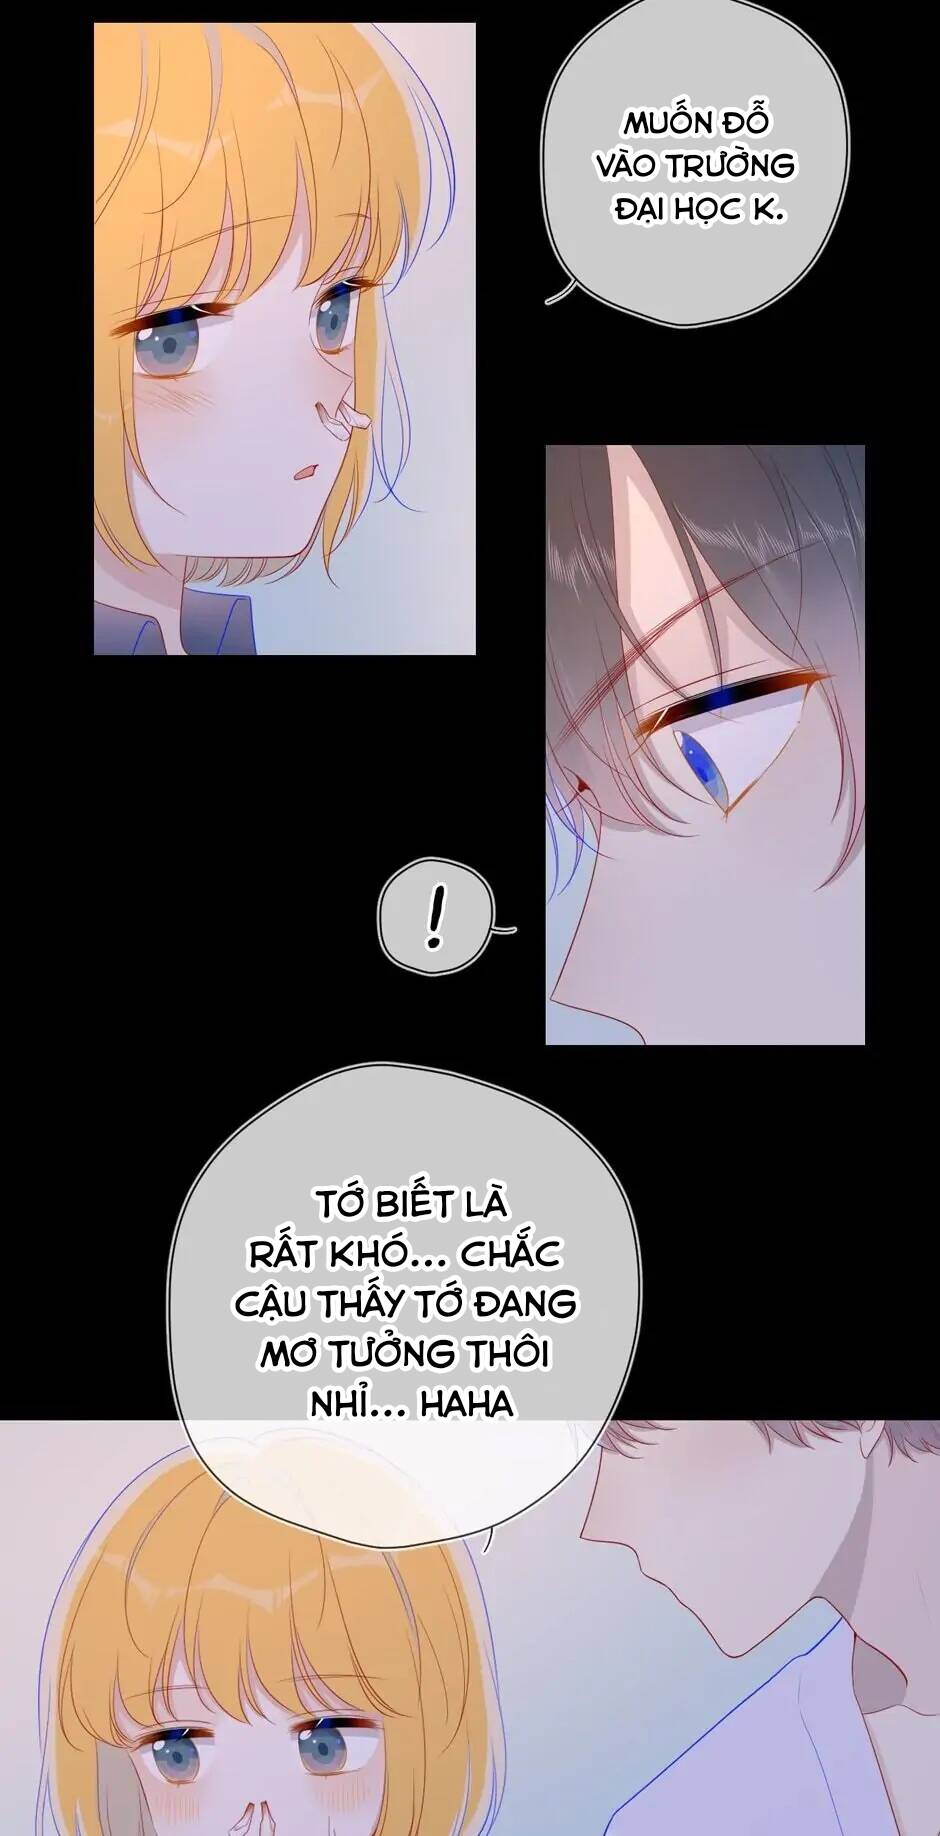 MUỐN ĐỖ
VÀO TRƯỜNG
ĐẠI HỌC K.
!
TỚ BIẾT LÀ
RẤT KHÓ... CHẮC
CẬU THẤY TỚ ĐANG
MƠ TƯỞNG THÔI
NHỈ... HAHA